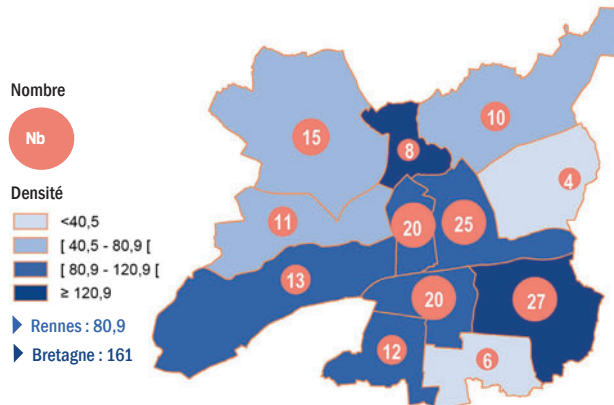 Nombre
Nb
Densité
<40,5
[ 40,5 - 80,9 [
[ 80,9 - 120,9 [
≥ 120,9
Rennes : 80,9
Bretagne : 161
10
15
8
4
11
20
25
13
20
27
12
6